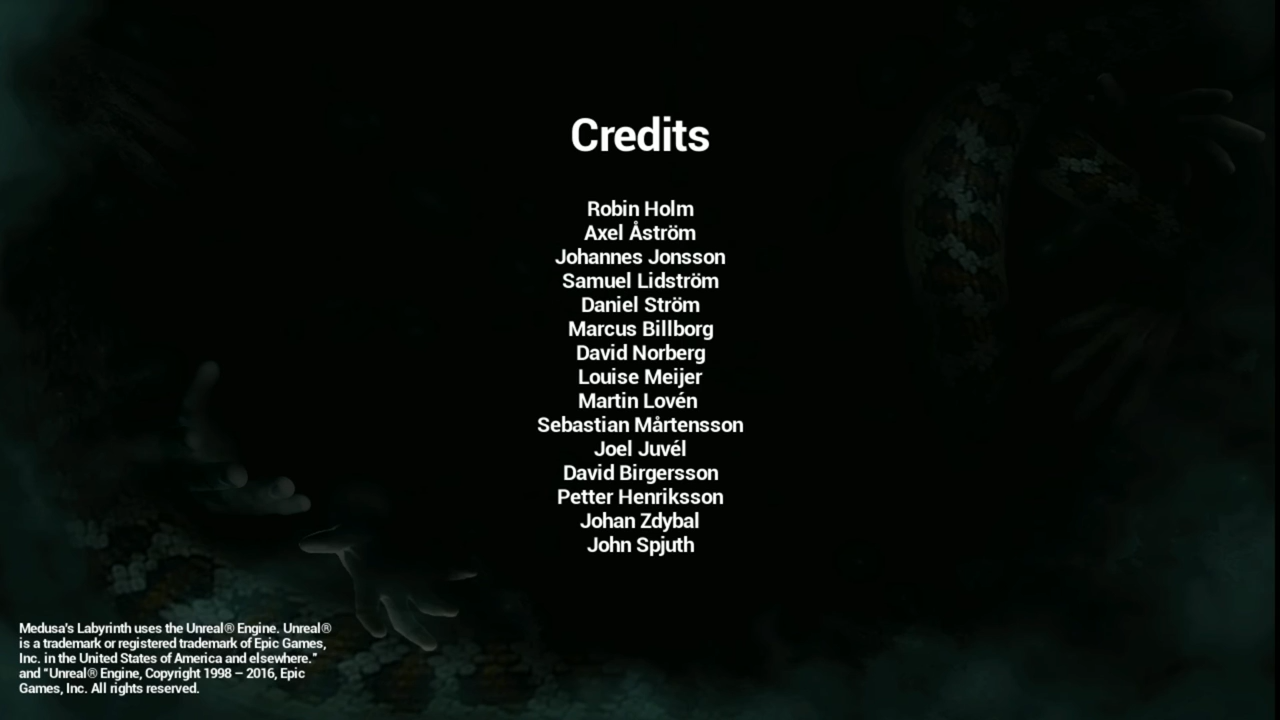 Credits
Robin Holm
Axel Åström
Johannes Jonsson
Samuel Lidström
Daniel Ström
Marcus Billborg
David Norberg
Louise Meijer
Martin Lovén
Sebastian Mårtensson
Joel Juvél
David Birgersson
Petter Henriksson
Johan Zdybal
John Spjuth
Medusa's Labyrinth uses the Unreal® Engine. Unreal®
is a trademark or registered trademark of Epic Games,
Inc. in the United States of America and elsewhere."
and "Unreal® Engine, Copyright 1998 – 2016, Epic
Games, Inc. All rights reserved.